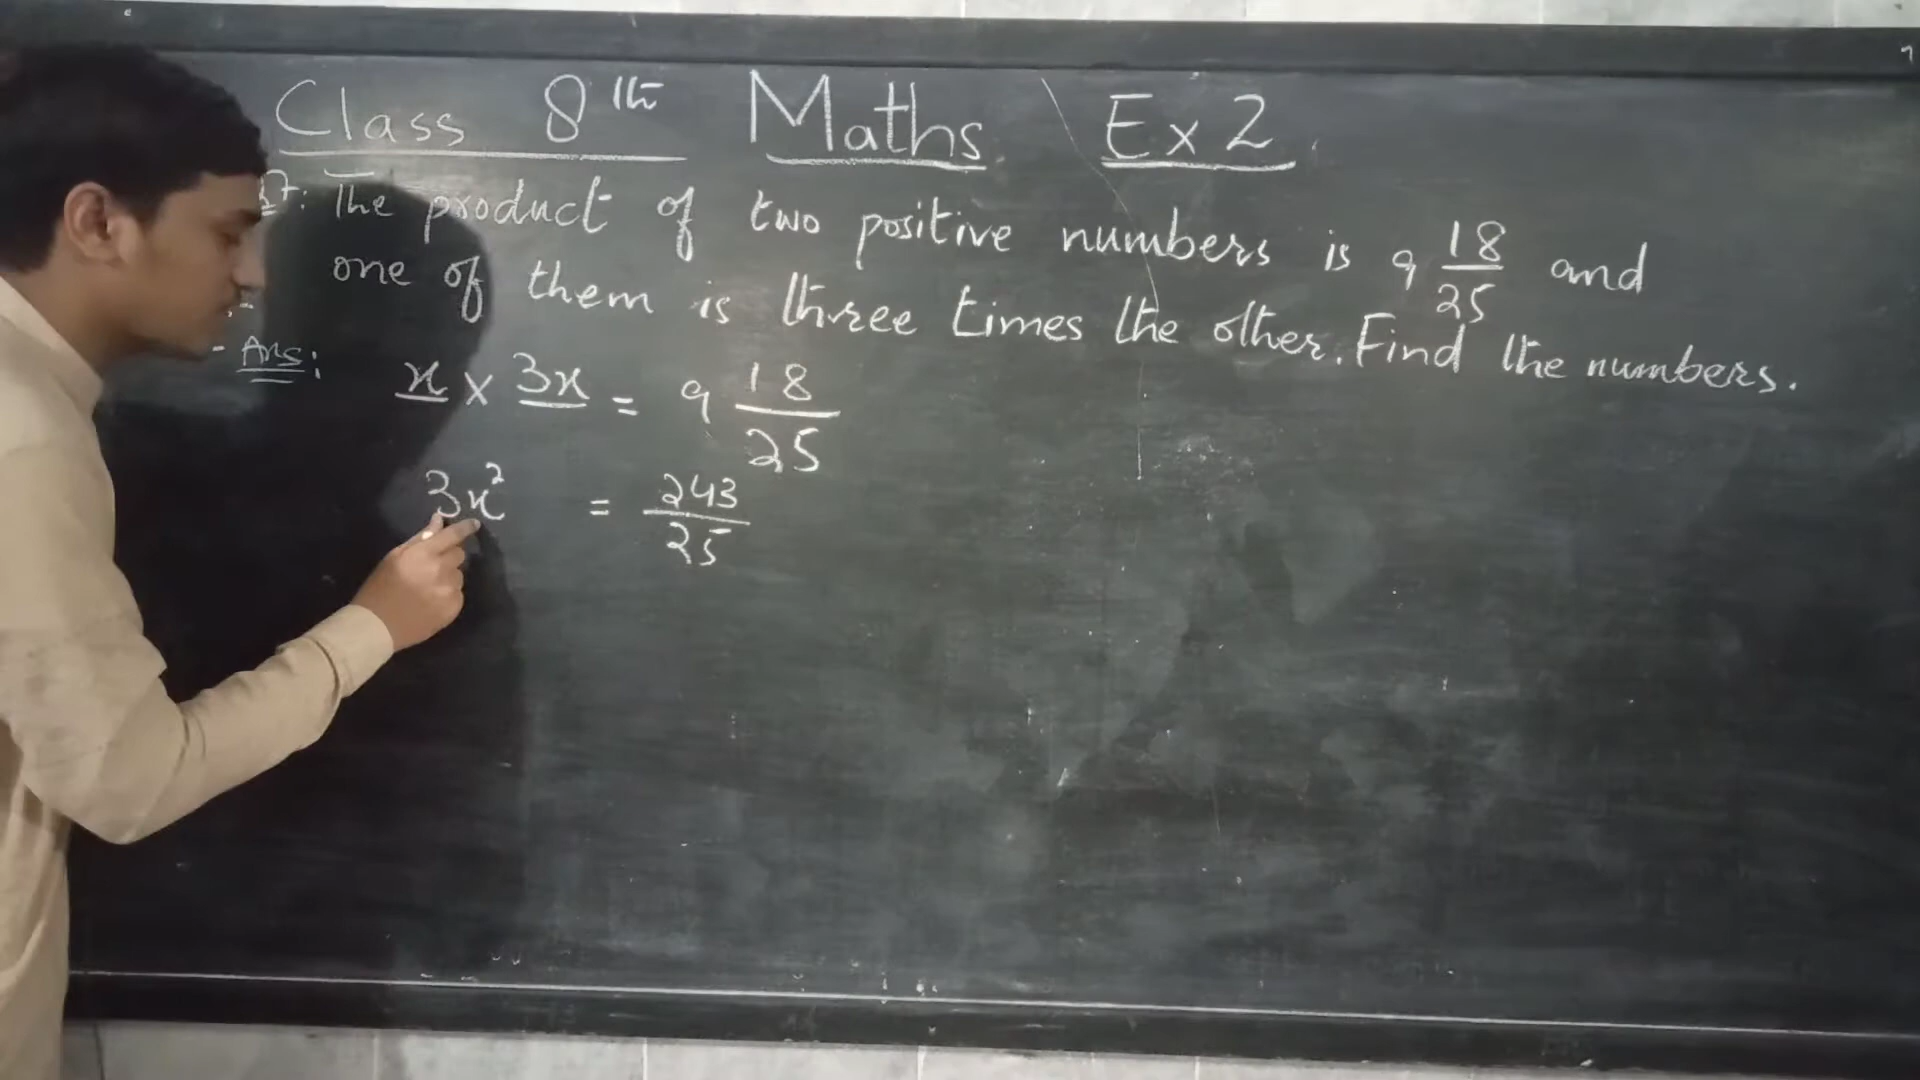 Class 8th Maths Ex 2
Q7: The product of two positive numbers is 9 18/25 and
one of them is three times the other. Find the numbers.
Ans: x × 3x = 9 18/25
3x² = 243/25